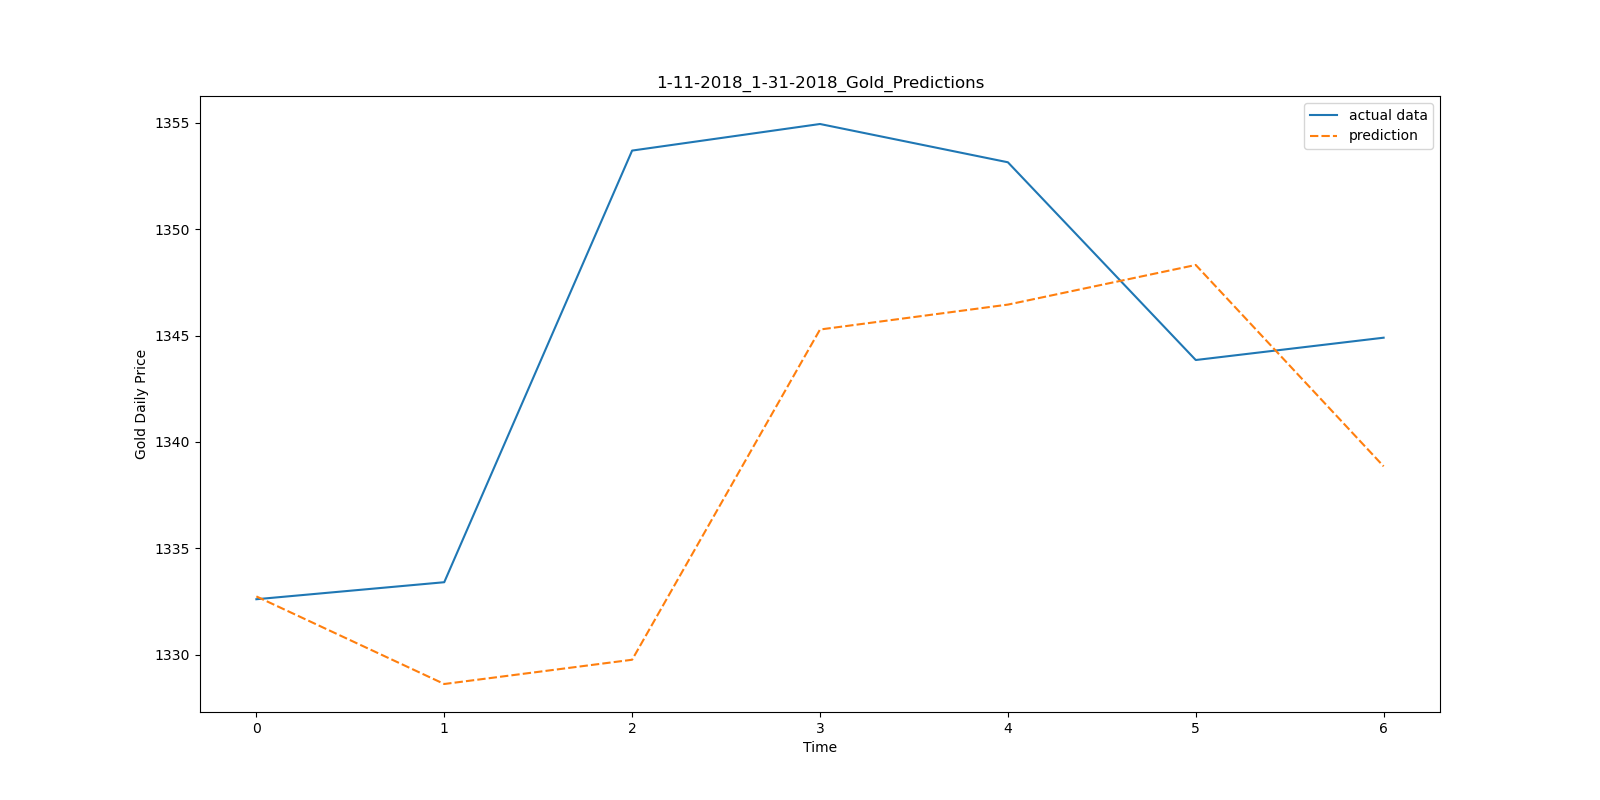 1-11-2018_1-31-2018_Gold_Predictions
actual data
prediction
1355
1350
1345
1340
1335
1330
Gold Daily Price
0 1 2 3 4 5 6
Time